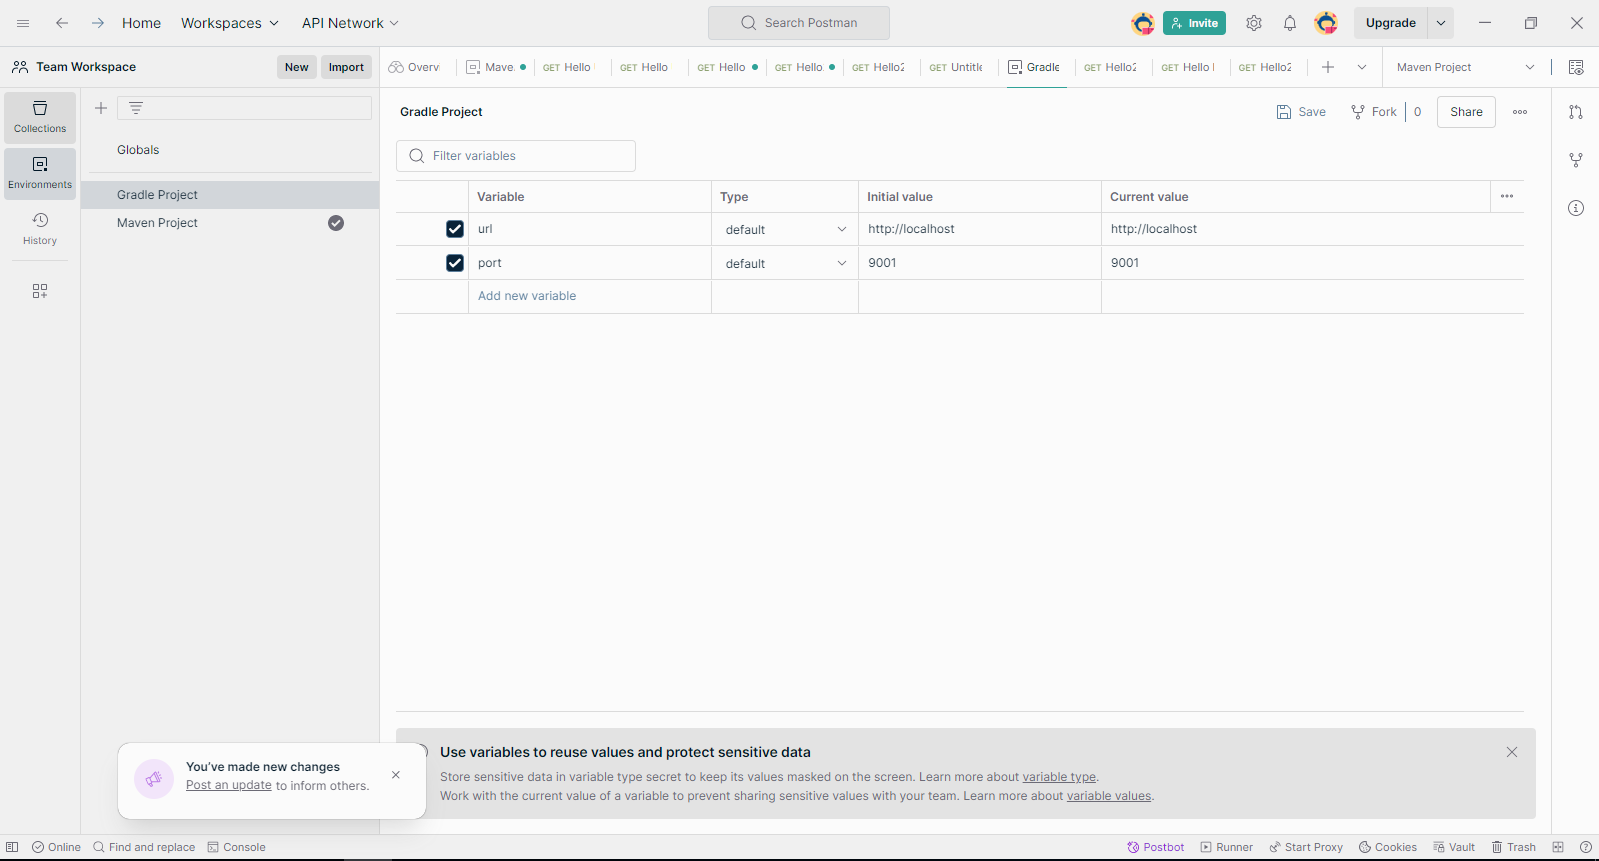 Home Workspaces API Network Search Postman Invite Upgrade
Team Workspace New Import Overv Mave. GET Hello GET Hello GET Hello GET Hello. GET Hello2 GET Untitle Gradle GET Hello2 GET Hello GET Hello2 Maven Project
Collections
Environments
History
Globals
Gradle Project
Maven Project
Gradle Project Save Fork 0 Share
Filter variables
Variable Type Initial value Current value
url default http://localhost http://localhost
port default 9001 9001
Add new variable
You've made new changes
Post an update to inform others.
Use variables to reuse values and protect sensitive data
Store sensitive data in variable type secret to keep its values masked on the screen. Learn more about variable type.
Work with the current value of a variable to prevent sharing sensitive values with your team. Learn more about variable values.
Online Find and replace Console Postbot Runner Start Proxy Cookies Vault Trash